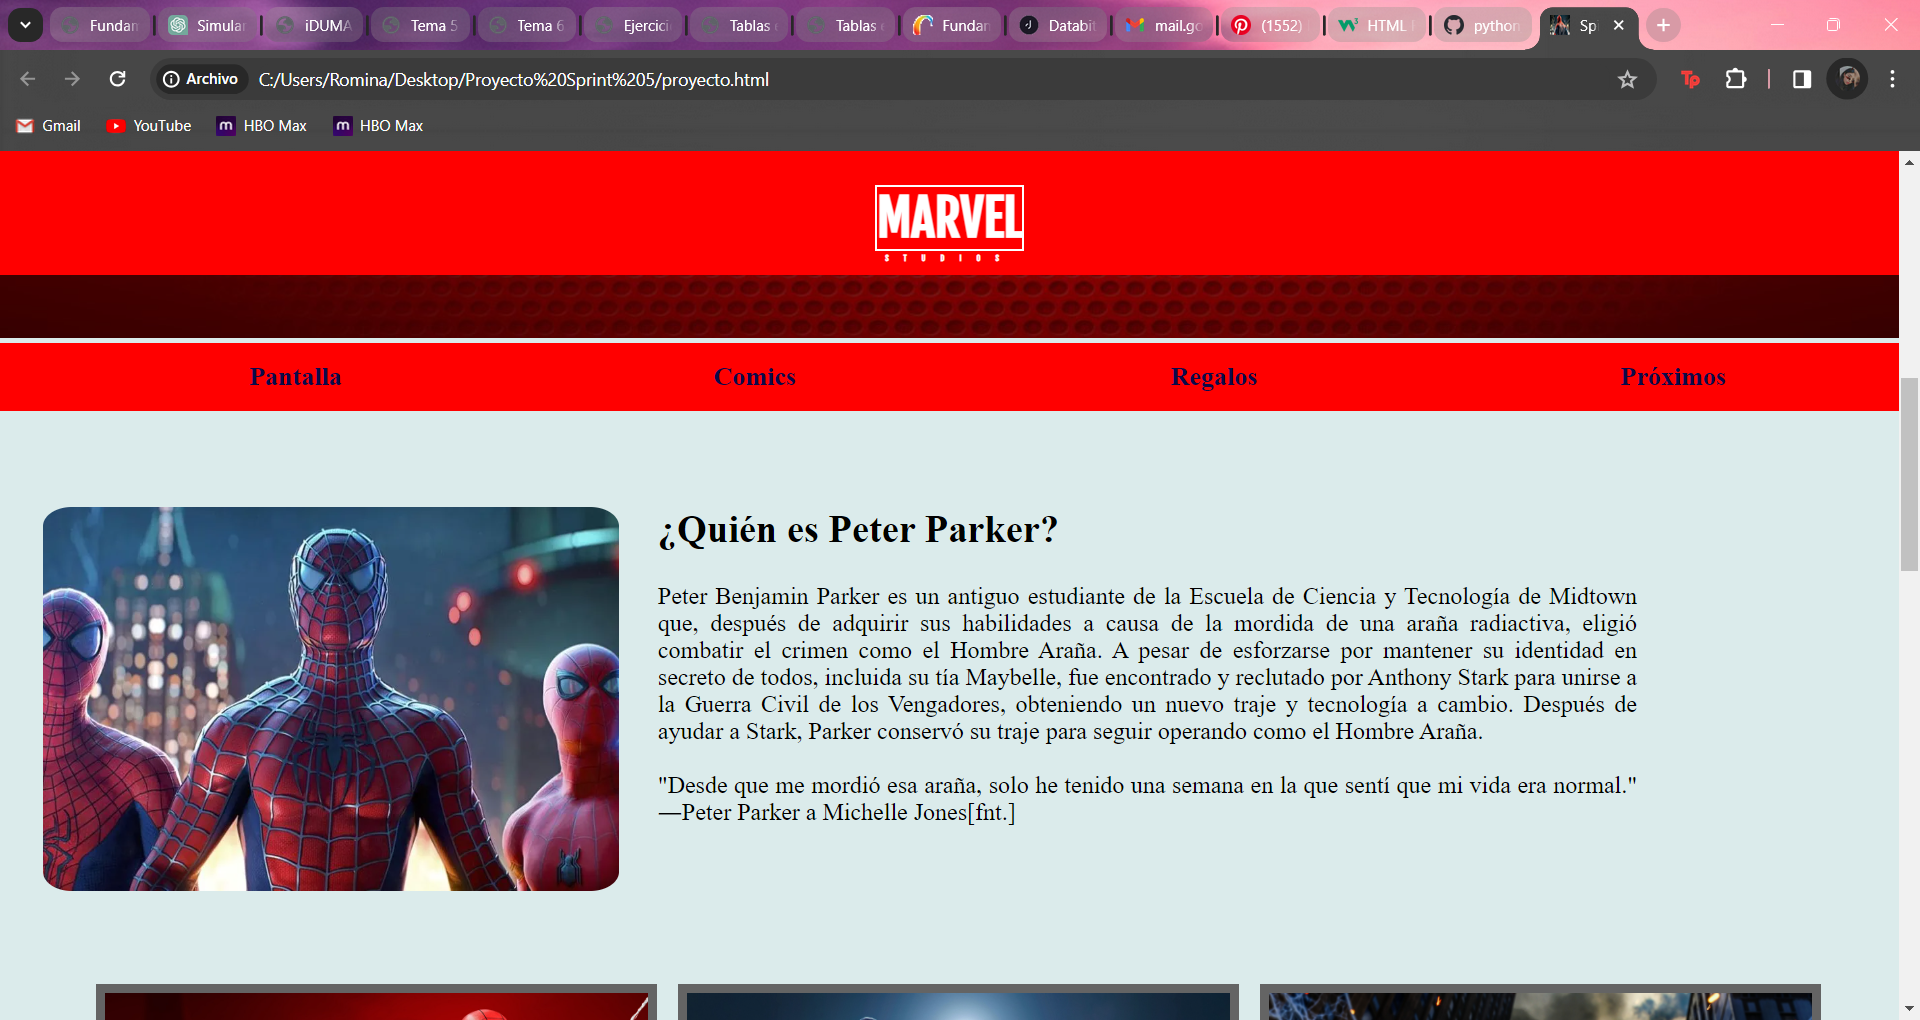 Fundan
Simular
iDUMA
Tema 5
Tema 6
Ejercici
Tablas
Tablas
Fundan
Databit
mail.go
(1552)
HTML
python
Sp
Archivo
C:/Users/Romina/Desktop/Proyecto%20Sprint%205/proyecto.html
Tp
Gmail
YouTube
HBO Max
HBO Max
MARVEL
STUDIOS
Pantalla
Comics
Regalos
Próximos
¿Quién es Peter Parker?
Peter Benjamin Parker es un antiguo estudiante de la Escuela de Ciencia y Tecnología de Midtown
que, después de adquirir sus habilidades a causa de la mordida de una araña radiactiva, eligió
combatir el crimen como el Hombre Araña. A pesar de esforzarse por mantener su identidad en
secreto de todos, incluida su tía Maybelle, fue encontrado y reclutado por Anthony Stark para unirse a
la Guerra Civil de los Vengadores, obteniendo un nuevo traje y tecnología a cambio. Después de
ayudar a Stark, Parker conservó su traje para seguir operando como el Hombre Araña.
"Desde que me mordió esa araña, solo he tenido una semana en la que sentí que mi vida era normal."
—Peter Parker a Michelle Jones[fnt.]